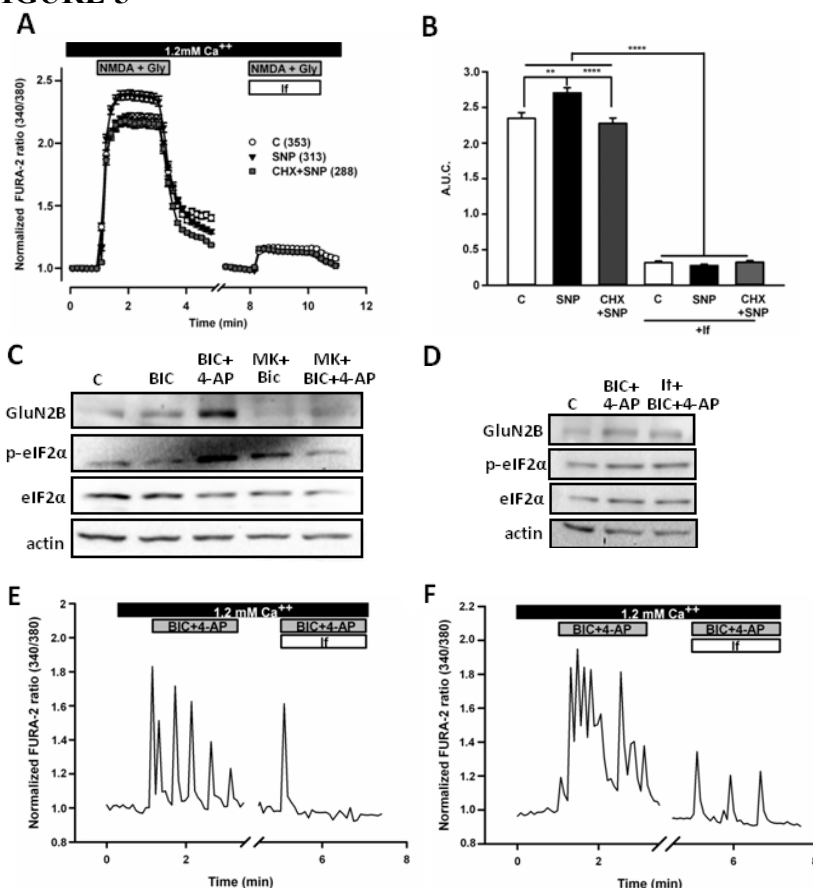 IGURE 5
A
1.2mM Ca++
NMDA + Gly
NMDA + Gly
If
Normalized FURA-2 ratio (340/380)
2.5
2.0
1.5
1.0
C (353)
SNP (313)
CHX+SNP (288)
0
2
4
6
8
10
12
Time (min)
B
****
** ****
A.U.C.
3.0
2.5
2.0
1.5
1.0
0.5
0
C
SNP
CHX
+SNP
C
SNP
CHX
+SNP
+If
C
C
BIC
BIC+
4-AP
MK+
Bic
MK+
BIC+4-AP
GluN2B
p-eIF2α
eIF2α
actin
D
C
BIC+
4-AP
If+
BIC+4-AP
GluN2B
p-eIF2α
eIF2α
actin
E
1.2 mM Ca++
BIC+4-AP
BIC+4-AP
If
Normalized FURA-2 ratio (340/380)
2
1.8
1.6
1.4
1.2
1.0
0.8
0
2
6
8
Time (min)
F
1.2 mM Ca++
BIC+4-AP
BIC+4-AP
If
Normalized FURA-2 ratio (340/380)
2.2
2.0
1.8
1.6
1.4
1.2
1.0
0.8
0
2
6
8
Time (min)